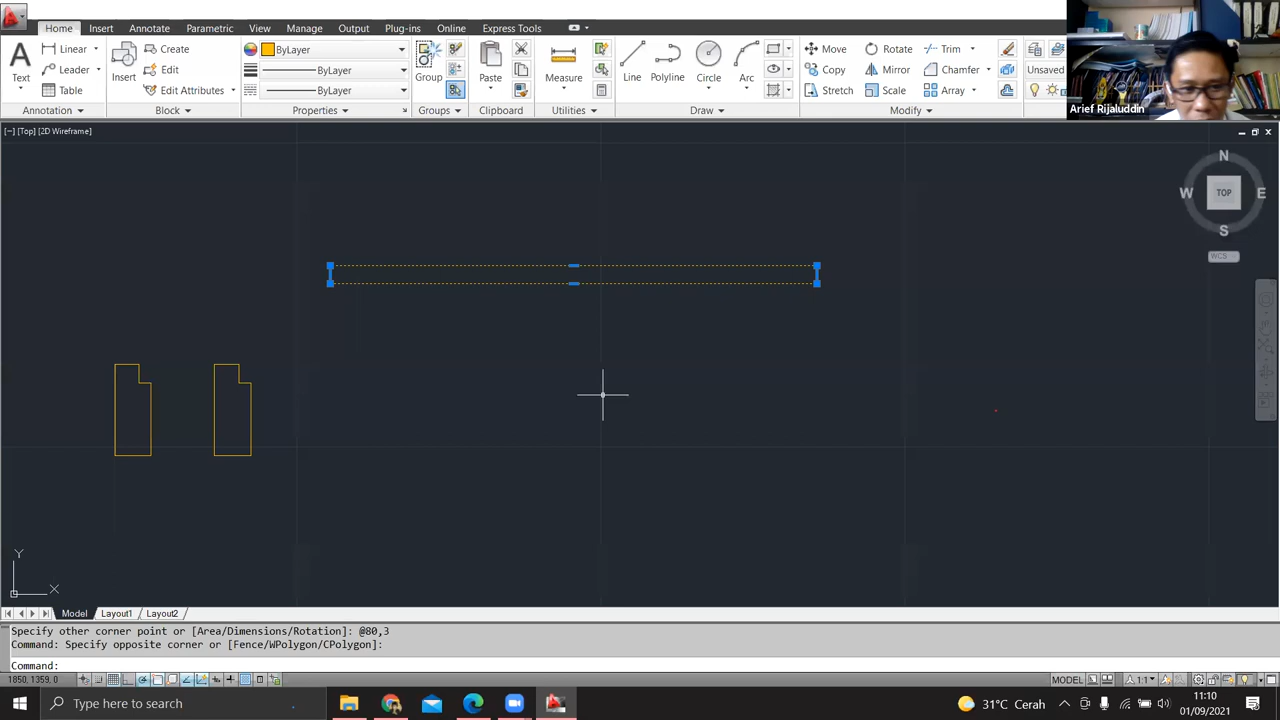 Home Insert Annotate Parametric View Manage Output Plug-ins Online Express Tools
Text
Linear
Leader
Table
Annotation
Insert
Create
Edit
Edit Attributes
Block
ByLayer
ByLayer
ByLayer
Properties
Group
Groups
Paste
Clipboard
Measure
Utilities
Line
Polyline
Circle
Arc
Draw
Move
Rotate
Trim
Copy
Mirror
Chamfer
Stretch
Scale
Array
Modify
Unsaved
Arief Rijaluddin
[−] [Top] [2D Wireframe]
N
W
TOP
E
S
WCS
Y
X
Model Layout1 Layout2
Specify other corner point or [Area/Dimensions/Rotation]: @80,3
Command: Specify opposite corner or [Fence/WPolygon/CPolygon]:
Command:
1850, 1359, 0
MODEL
1:1
Type here to search
31°C Cerah
11:10
01/09/2021